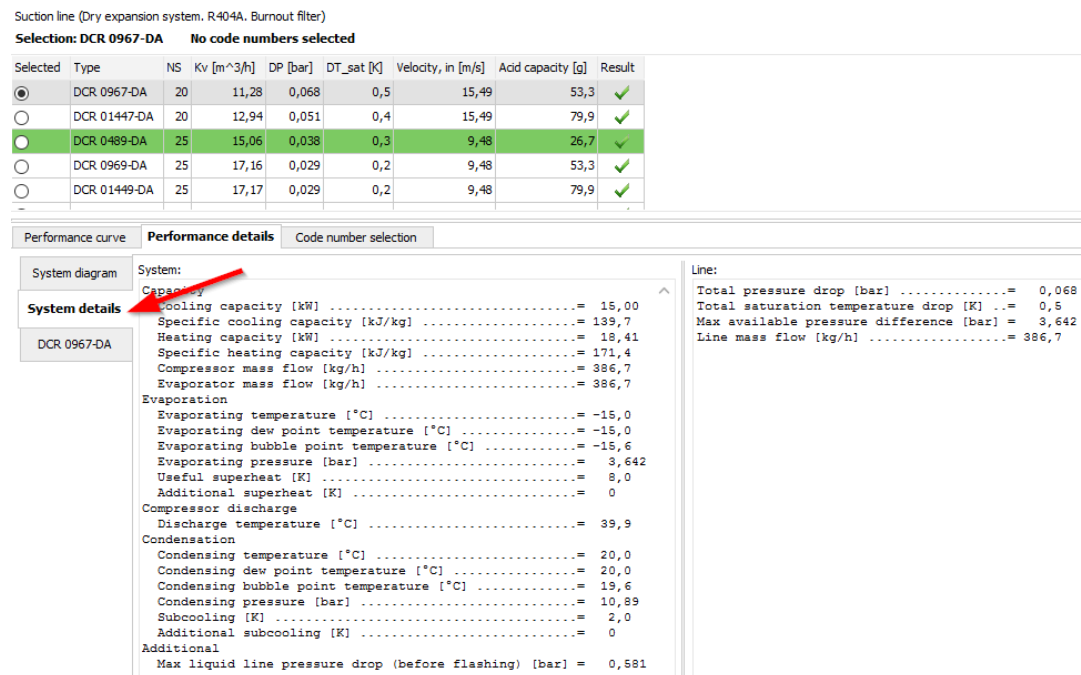 Suction line (Dry expansion system. R404A. Burnout filter)
Selection: DCR 0967-DA No code numbers selected
Selected Type NS Kv [m^3/h] DP [bar] DT_sat [K] Velocity, in [m/s] Acid capacity [g] Result
DCR 0967-DA 20 11,28 0,068 0,5 15,49 53,3
DCR 01447-DA 20 12,94 0,051 0,4 15,49 79,9
DCR 0489-DA 25 15,06 0,038 0,3 9,48 26,7
DCR 0969-DA 25 17,16 0,029 0,2 9,48 53,3
DCR 01449-DA 25 17,17 0,029 0,2 9,48 79,9
Performance curve Performance details Code number selection
System diagram
System details
DCR 0967-DA
System:
Capacity
Cooling capacity [kW] ................................= 15,00
Specific cooling capacity [kJ/kg] ....................= 139,7
Heating capacity [kW] ................................= 18,41
Specific heating capacity [kJ/kg] ....................= 171,4
Compressor mass flow [kg/h] ..........................= 386,7
Evaporator mass flow [kg/h] ..........................= 386,7
Evaporation
Evaporating temperature [°C] .........................= -15,0
Evaporating dew point temperature [°C] ...............= -15,0
Evaporating bubble point temperature [°C] ............= -15,6
Evaporating pressure [bar] ...........................= 3,642
Useful superheat [K] .................................= 8,0
Additional superheat [K] .............................= 0
Compressor discharge
Discharge temperature [°C] ...........................= 39,9
Condensation
Condensing temperature [°C] ..........................= 20,0
Condensing dew point temperature [°C] ................= 20,0
Condensing bubble point temperature [°C] .............= 19,6
Condensing pressure [bar] ............................= 10,89
Subcooling [K] .......................................= 2,0
Additional subcooling [K] ............................= 0
Additional
Max liquid line pressure drop (before flashing) [bar] = 0,581
Line:
Total pressure drop [bar] ..............= 0,068
Total saturation temperature drop [K] ..= 0,5
Max available pressure difference [bar] = 3,642
Line mass flow [kg/h] ..................= 386,7